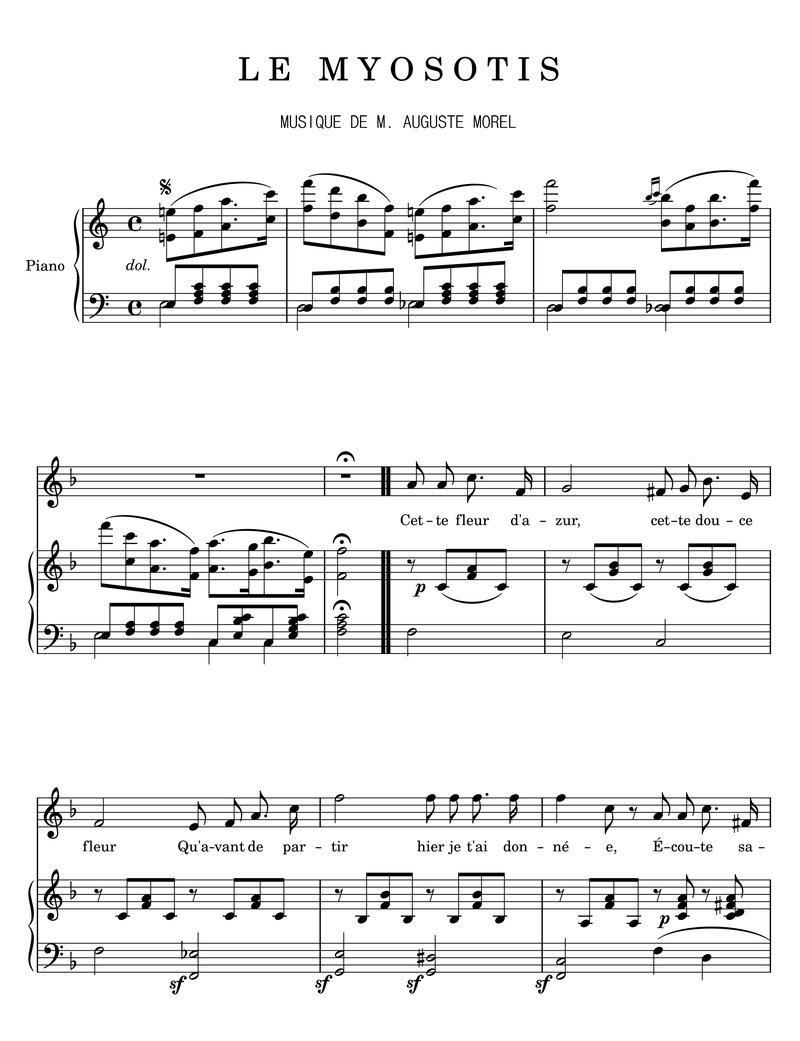 LE MYOSOTIS
MUSIQUE DE M. AUGUSTE MOREL
Piano
dol.
Cet-te fleur d'a-zur, cet-te dou-ce
p
fleur Qu'a-vant de par-tir hier je t'ai don-né-e, É-cou-te sa-
p
sf sf sf sf